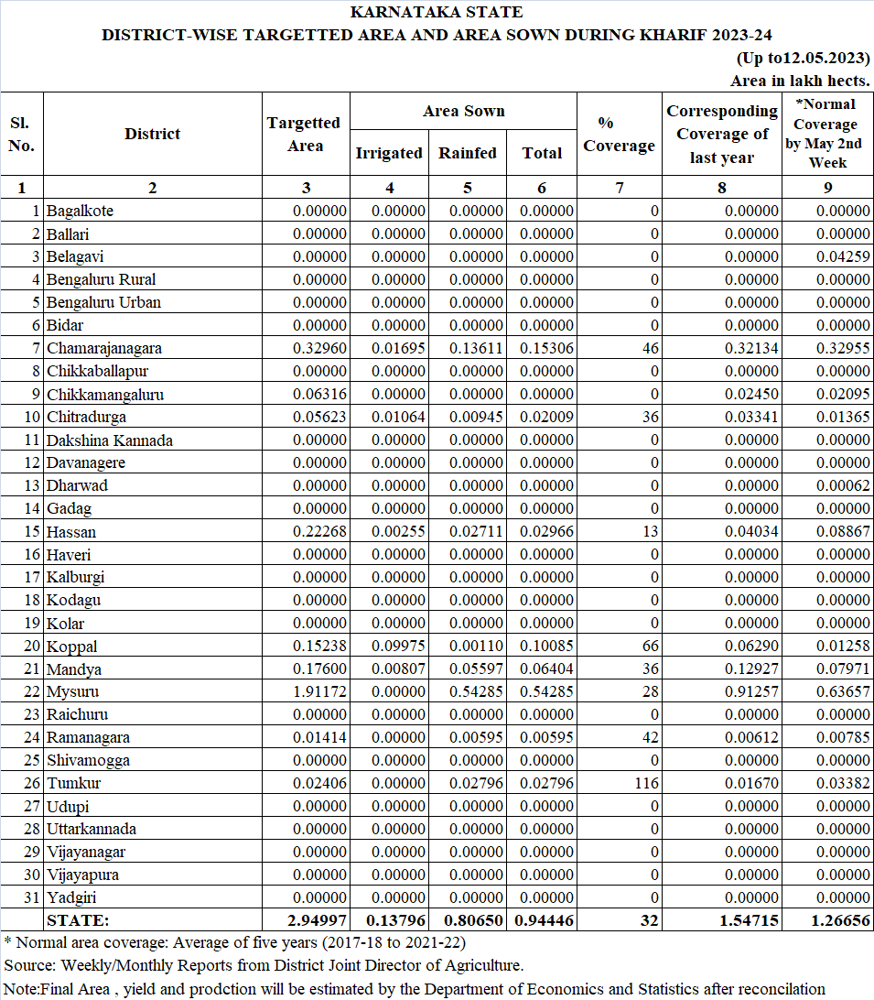 KARNATAKA STATE
DISTRICT-WISE TARGETTED AREA AND AREA SOWN DURING KHARIF 2023-24
(Up to12.05.2023)
Area in lakh hects.
Sl. No. District Targetted Area Area Sown % Coverage Corresponding Coverage of last year *Normal Coverage by May 2nd Week
Irrigated Rainfed Total
1 2 3 4 5 6 7 8 9
1 Bagalkote 0.00000 0.00000 0.00000 0.00000 0 0.00000 0.00000
2 Ballari 0.00000 0.00000 0.00000 0.00000 0 0.00000 0.00000
3 Belagavi 0.00000 0.00000 0.00000 0.00000 0 0.00000 0.04259
4 Bengaluru Rural 0.00000 0.00000 0.00000 0.00000 0 0.00000 0.00000
5 Bengaluru Urban 0.00000 0.00000 0.00000 0.00000 0 0.00000 0.00000
6 Bidar 0.00000 0.00000 0.00000 0.00000 0 0.00000 0.00000
7 Chamarajanagara 0.32960 0.01695 0.13611 0.15306 46 0.32134 0.32955
8 Chikkaballapur 0.00000 0.00000 0.00000 0.00000 0 0.00000 0.00000
9 Chikkamangaluru 0.06316 0.00000 0.00000 0.00000 0 0.02450 0.02095
10 Chitradurga 0.05623 0.01064 0.00945 0.02009 36 0.03341 0.01365
11 Dakshina Kannada 0.00000 0.00000 0.00000 0.00000 0 0.00000 0.00000
12 Davanagere 0.00000 0.00000 0.00000 0.00000 0 0.00000 0.00000
13 Dharwad 0.00000 0.00000 0.00000 0.00000 0 0.00000 0.00062
14 Gadag 0.00000 0.00000 0.00000 0.00000 0 0.00000 0.00000
15 Hassan 0.22268 0.00255 0.02711 0.02966 13 0.04034 0.08867
16 Haveri 0.00000 0.00000 0.00000 0.00000 0 0.00000 0.00000
17 Kalburgi 0.00000 0.00000 0.00000 0.00000 0 0.00000 0.00000
18 Kodagu 0.00000 0.00000 0.00000 0.00000 0 0.00000 0.00000
19 Kolar 0.00000 0.00000 0.00000 0.00000 0 0.00000 0.00000
20 Koppal 0.15238 0.09975 0.00110 0.10085 66 0.06290 0.01258
21 Mandya 0.17600 0.00807 0.05597 0.06404 36 0.12927 0.07971
22 Mysuru 1.91172 0.00000 0.54285 0.54285 28 0.91257 0.63657
23 Raichuru 0.00000 0.00000 0.00000 0.00000 0 0.00000 0.00000
24 Ramanagara 0.01414 0.00000 0.00595 0.00595 42 0.00612 0.00785
25 Shivamogga 0.00000 0.00000 0.00000 0.00000 0 0.00000 0.00000
26 Tumkur 0.02406 0.00000 0.02796 0.02796 116 0.01670 0.03382
27 Udupi 0.00000 0.00000 0.00000 0.00000 0 0.00000 0.00000
28 Uttarkannada 0.00000 0.00000 0.00000 0.00000 0 0.00000 0.00000
29 Vijayanagar 0.00000 0.00000 0.00000 0.00000 0 0.00000 0.00000
30 Vijayapura 0.00000 0.00000 0.00000 0.00000 0 0.00000 0.00000
31 Yadgiri 0.00000 0.00000 0.00000 0.00000 0 0.00000 0.00000
STATE: 2.94997 0.13796 0.80650 0.94446 32 1.54715 1.26656
* Normal area coverage: Average of five years (2017-18 to 2021-22)
Source: Weekly/Monthly Reports from District Joint Director of Agriculture.
Note:Final Area , yield and prodction will be estimated by the Department of Economics and Statistics after reconcilation